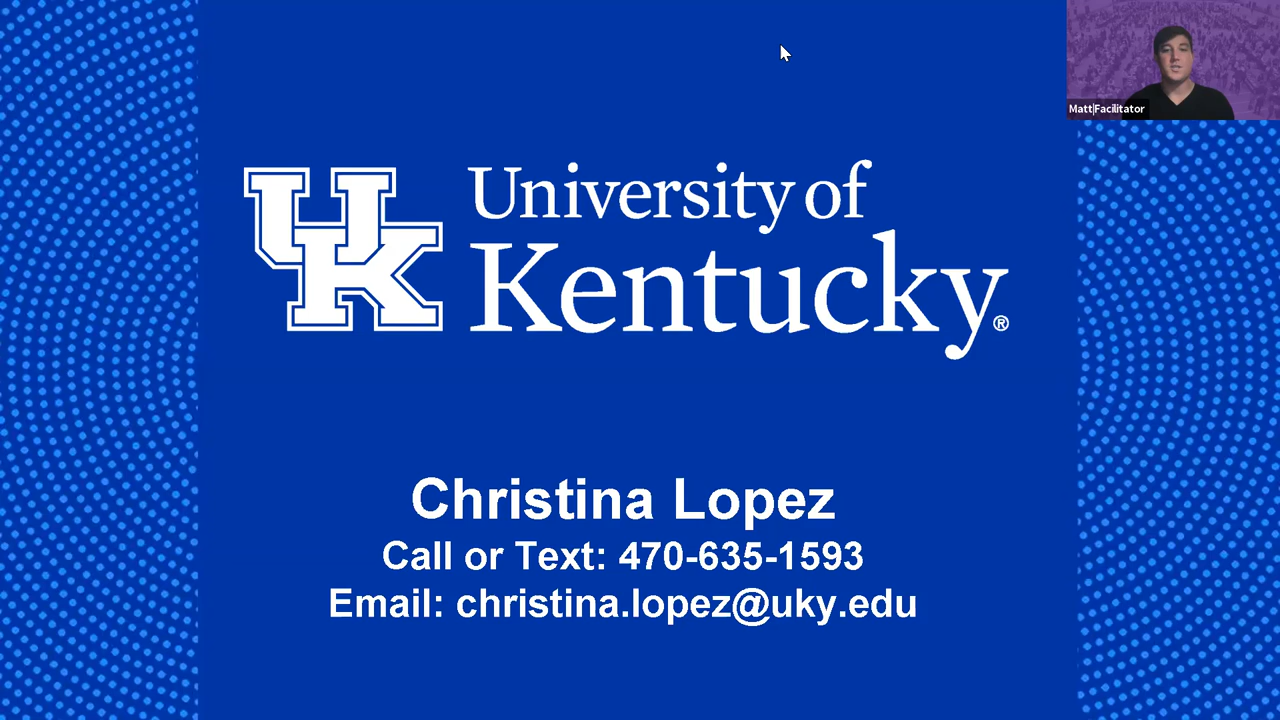 Matt|Facilitator
UK University of
Kentucky®
Christina Lopez
Call or Text: 470-635-1593
Email: christina.lopez@uky.edu